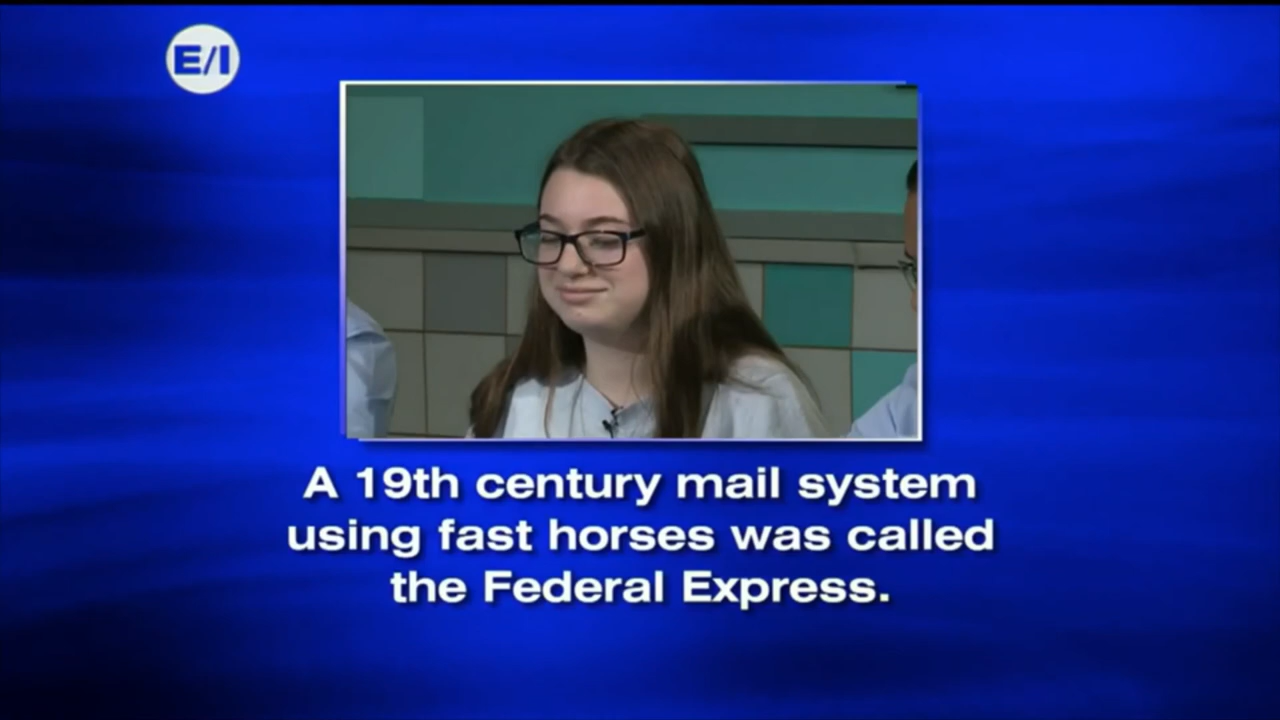 E/I
A 19th century mail system
using fast horses was called
the Federal Express.